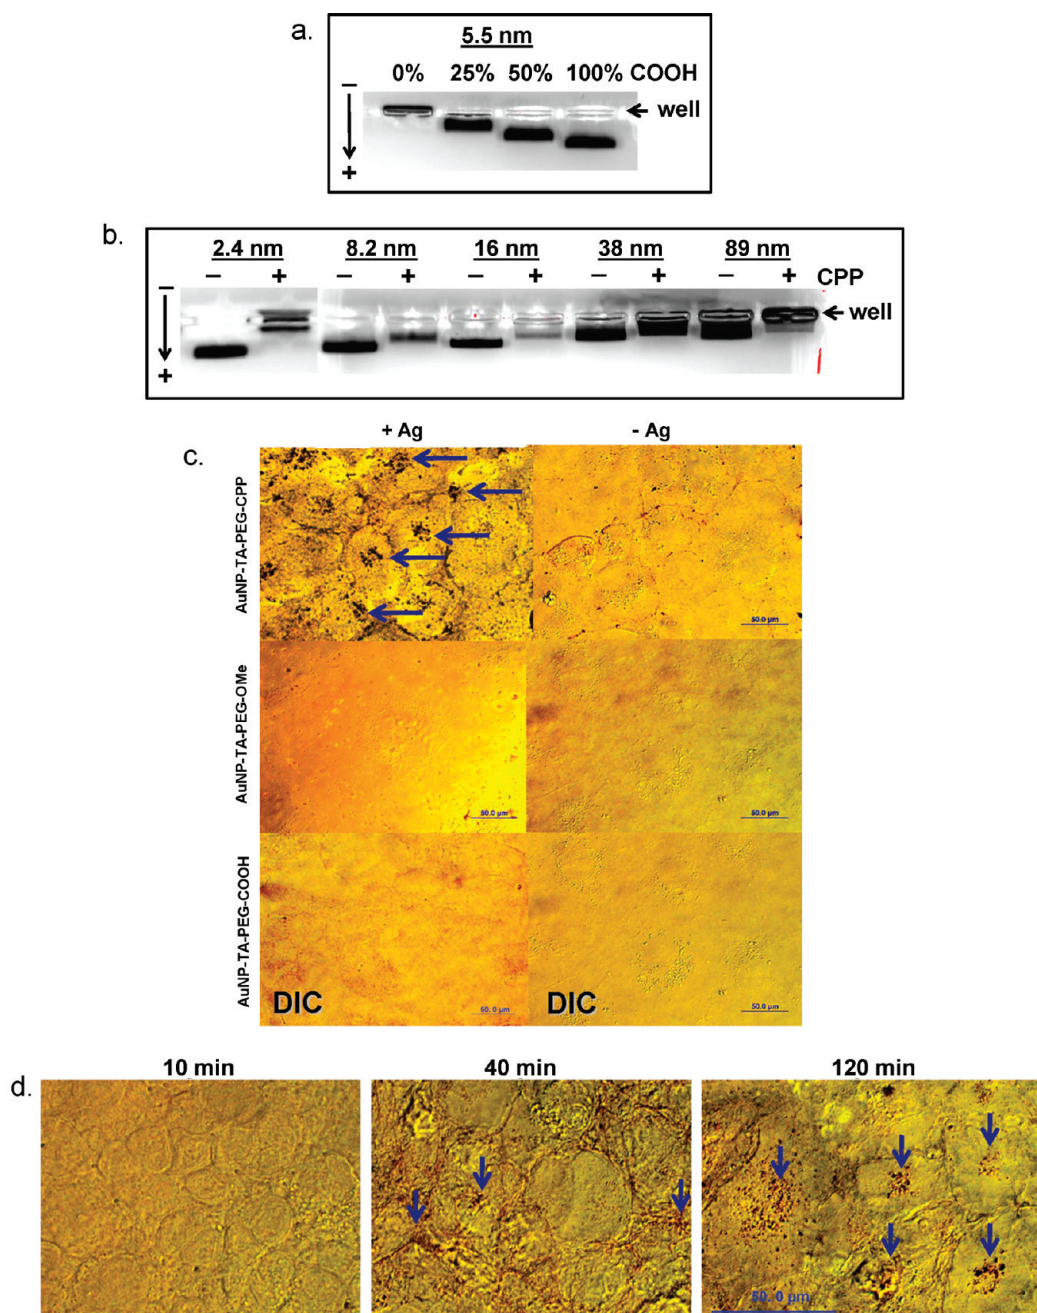 a.
5.5 nm
0% 25% 50% 100% COOH
−
well
+
b.
2.4 nm 8.2 nm 16 nm 38 nm 89 nm
− + − + − + − + − + CPP
−
well
+
+ Ag - Ag
c.
AuNP-TA-PEG-CPP
50.0 µm
AuNP-TA-PEG-OMe
50.0 µm 50.0 µm
AuNP-TA-PEG-COOH
DIC 50.0 µm DIC 50.0 µm
10 min 40 min 120 min
d.
50. 0 µm